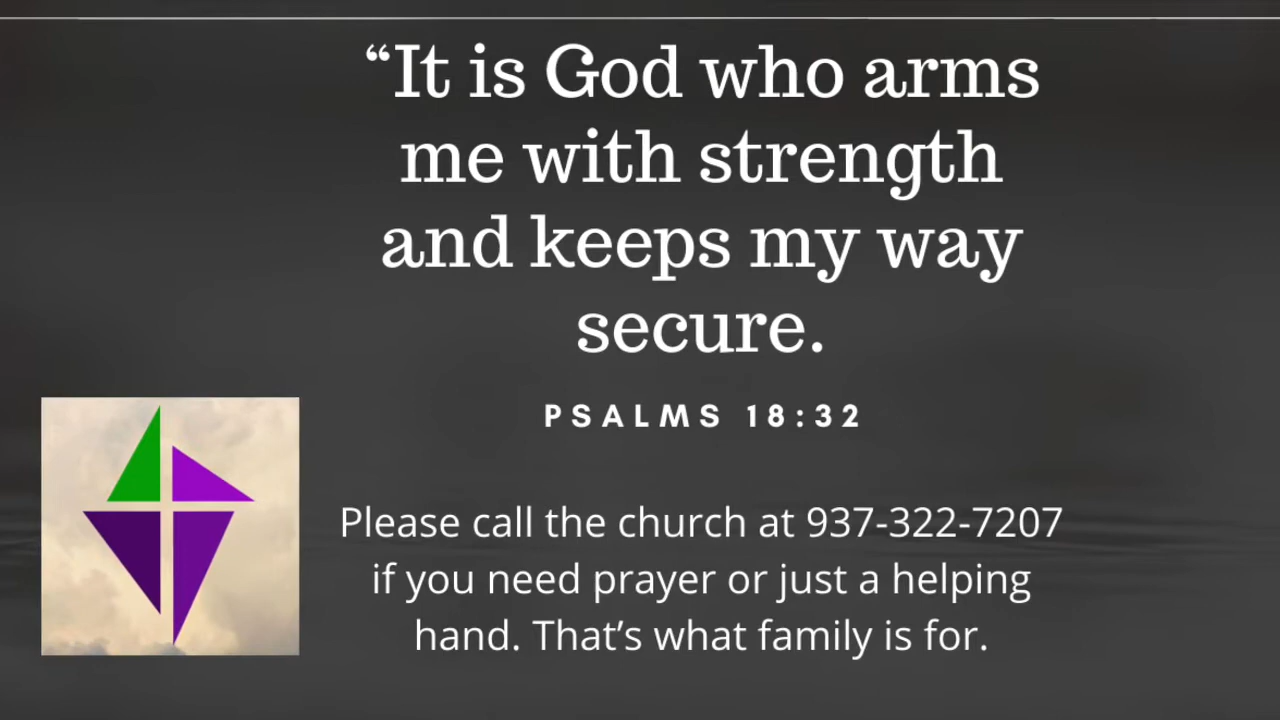 “It is God who arms
me with strength
and keeps my way
secure.
PSALMS 18:32
Please call the church at 937-322-7207
if you need prayer or just a helping
hand. That’s what family is for.